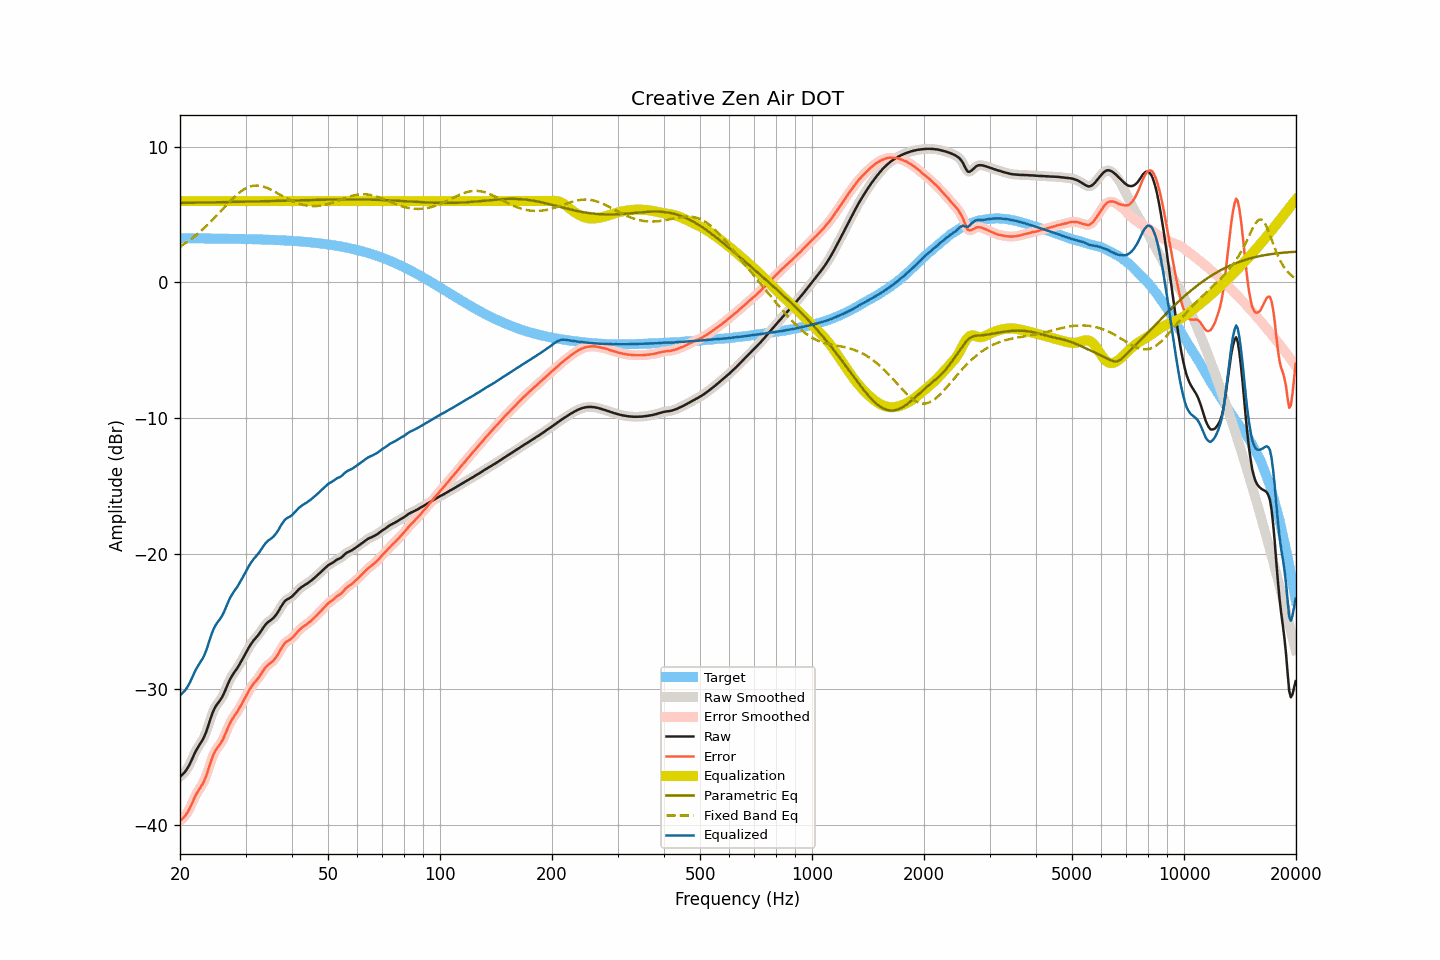 Creative Zen Air DOT
10
0
−10
−20
−30
−40
Amplitude (dBr)
Target
Raw Smoothed
Error Smoothed
Raw
Error
Equalization
Parametric Eq
Fixed Band Eq
Equalized
20 50 100 200 500 1000 2000 5000 10000 20000
Frequency (Hz)